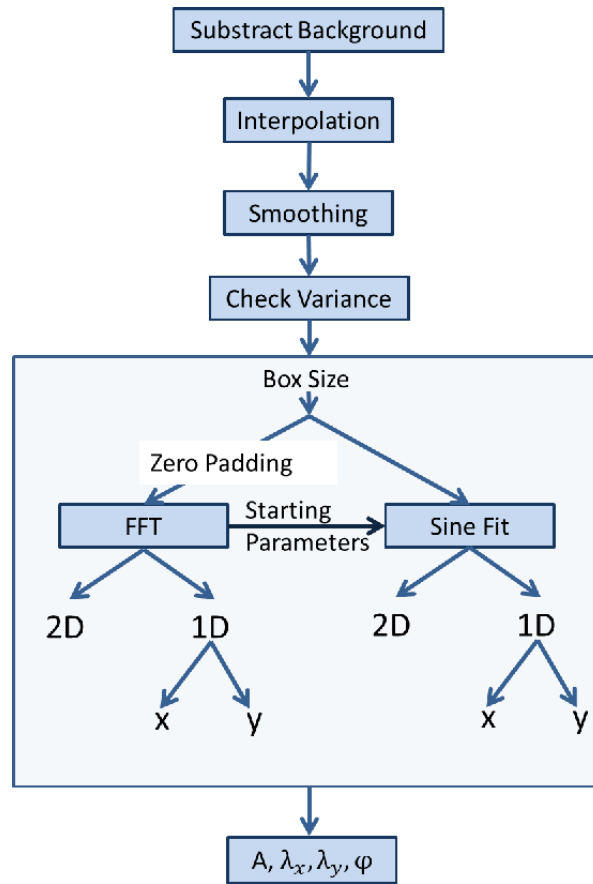 Substract Background
Interpolation
Smoothing
Check Variance
Box Size
Zero Padding
FFT
Starting
Parameters
Sine Fit
2D
1D
2D
1D
x
y
x
y
A, λx, λy, φ